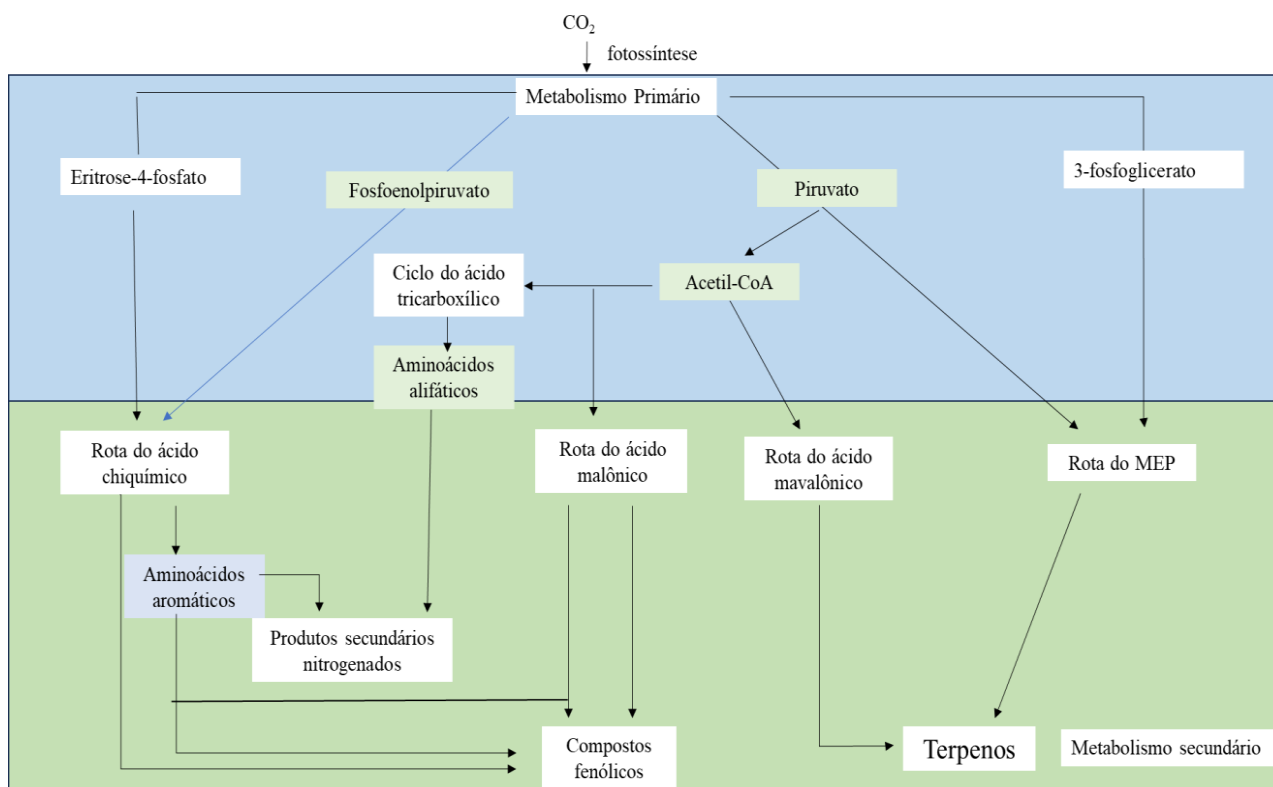 CO2
fotossíntese
Metabolismo Primário
Eritrose-4-fosfato
Fosfoenolpiruvato
Piruvato
3-fosfoglicerato
Ciclo do ácido
tricarboxílico
Acetil-CoA
Aminoácidos
alifáticos
Rota do ácido
chiquímico
Rota do ácido
malônico
Rota do ácido
mavalônico
Rota do MEP
Aminoácidos
aromáticos
Produtos secundários
nitrogenados
Compostos
fenólicos
Terpenos
Metabolismo secundário